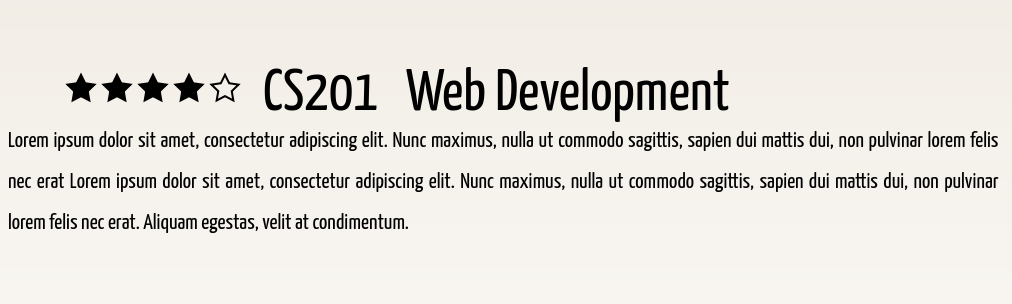 ★★★★☆ CS201 Web Development
Lorem ipsum dolor sit amet, consectetur adipiscing elit. Nunc maximus, nulla ut commodo sagittis, sapien dui mattis dui, non pulvinar lorem felis
nec erat Lorem ipsum dolor sit amet, consectetur adipiscing elit. Nunc maximus, nulla ut commodo sagittis, sapien dui mattis dui, non pulvinar
lorem felis nec erat. Aliquam egestas, velit at condimentum.